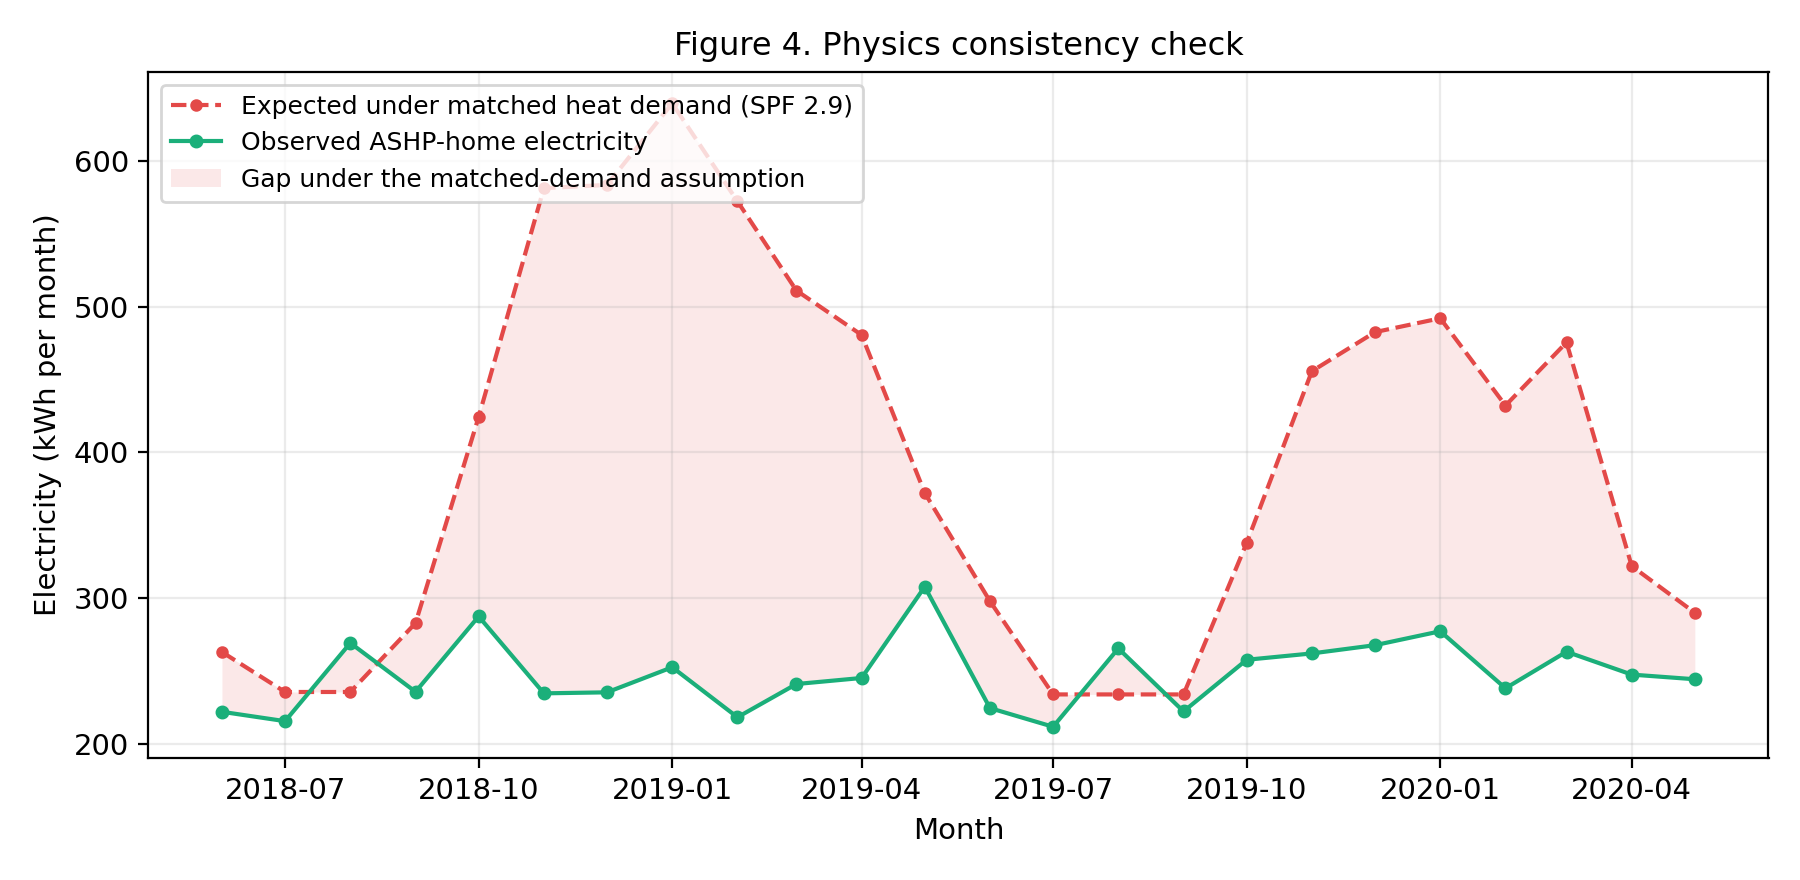 Figure 4. Physics consistency check
Expected under matched heat demand (SPF 2.9)
Observed ASHP-home electricity
Gap under the matched-demand assumption
Electricity (kWh per month)
600
500
400
300
200
2018-07 2018-10 2019-01 2019-04 2019-07 2019-10 2020-01 2020-04
Month